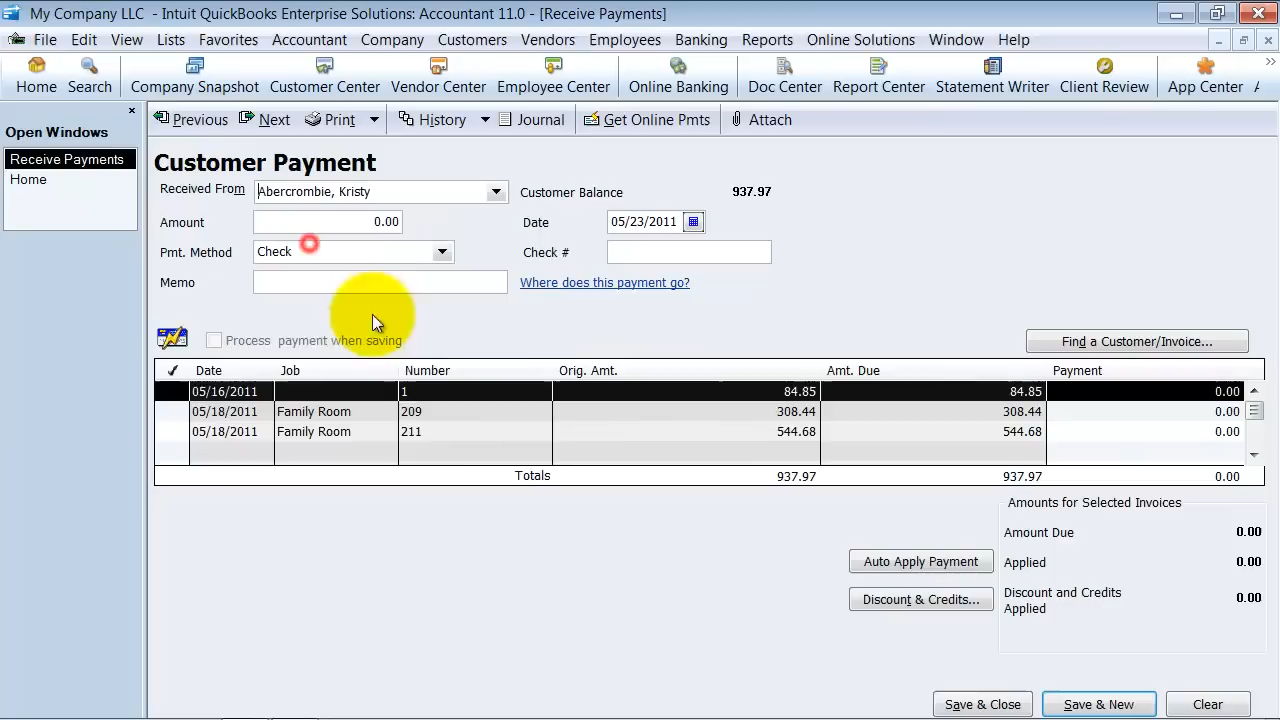 My Company LLC - Intuit QuickBooks Enterprise Solutions: Accountant 11.0 - [Receive Payments]
File Edit View Lists Favorites Accountant Company Customers Vendors Employees Banking Reports Online Solutions Window Help
Home Search Company Snapshot Customer Center Vendor Center Employee Center Online Banking Doc Center Report Center Statement Writer Client Review App Center
Open Windows
Receive Payments
Home
Previous Next Print History Journal Get Online Pmts Attach
Customer Payment
Received From Abercrombie, Kristy Customer Balance 937.97
Amount 0.00 Date 05/23/2011
Pmt. Method Check Check #
Memo Where does this payment go?
Process payment when saving Find a Customer/Invoice...
Date Job Number Orig. Amt. Amt. Due Payment
05/16/2011 1 84.85 84.85 0.00
05/18/2011 Family Room 209 308.44 308.44 0.00
05/18/2011 Family Room 211 544.68 544.68 0.00
Totals 937.97 937.97 0.00
Amounts for Selected Invoices
Amount Due 0.00
Auto Apply Payment Applied 0.00
Discount & Credits... Discount and Credits Applied 0.00
Save & Close Save & New Clear